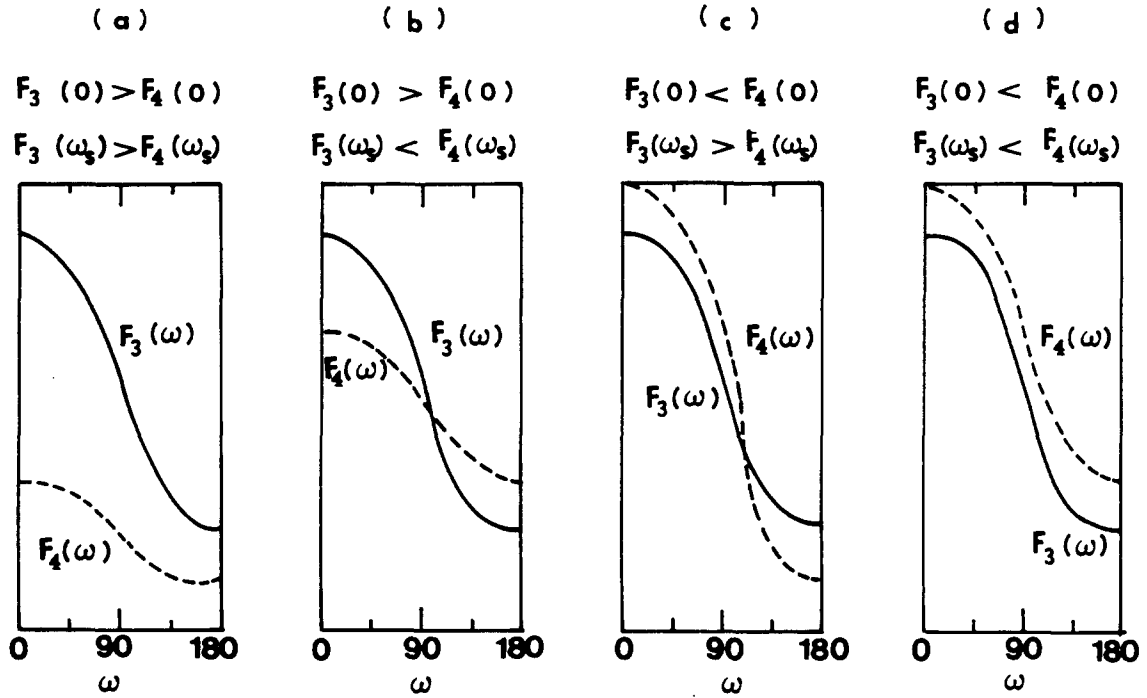 (a) (b) (c) (d)
F₃ (0) > F₄ (0) F₃(0) > F₄(0) F₃(0) < F₄(0) F₃(0) < F₄(0)
F₃ (ωₛ) > F₄(ωₛ) F₃(ωₛ) < F₄(ωₛ) F₃(ωₛ) > F₄(ωₛ) F₃(ωₛ) < F₄(ωₛ)
F₃(ω) F₃(ω) F₄(ω) F₄(ω)
F₄(ω) F₃(ω)
F₄(ω) F₃(ω)
0 90 180 0 90 180 0 90 180 0 90 180
ω ω ω ω